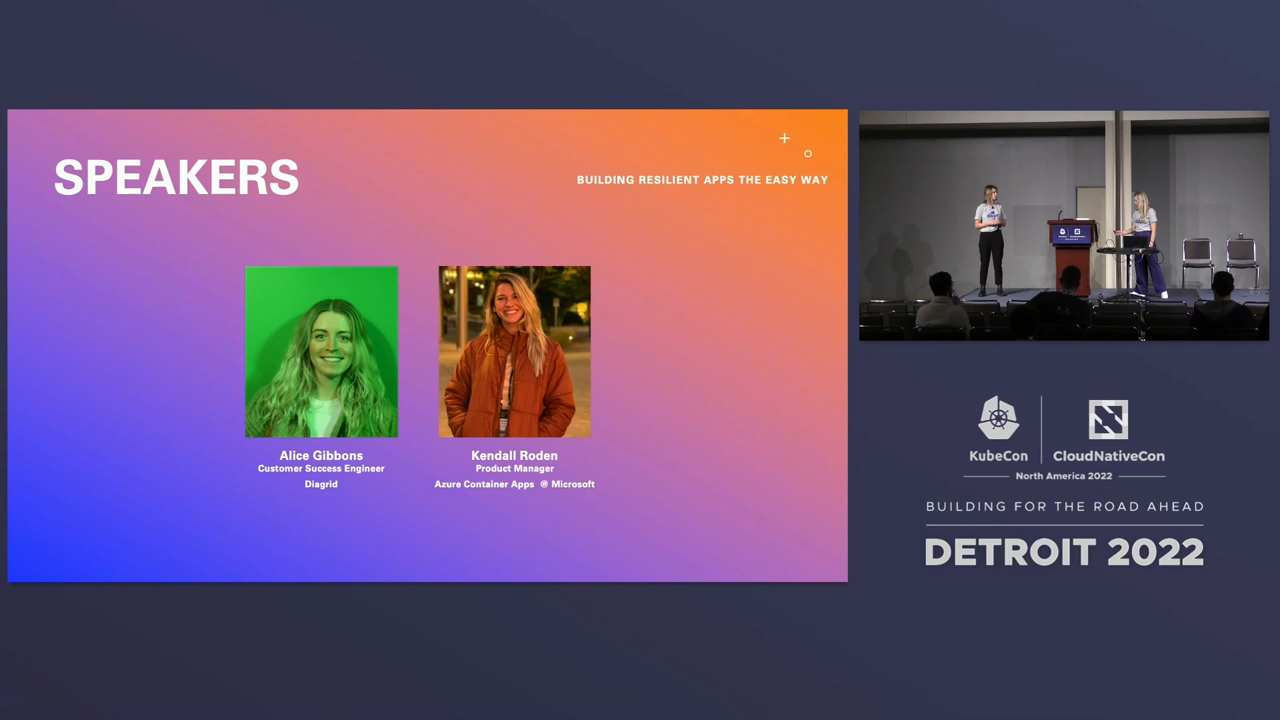 SPEAKERS
BUILDING RESILIENT APPS THE EASY WAY
Alice Gibbons
Customer Success Engineer
Diagrid
Kendall Roden
Product Manager
Azure Container Apps @ Microsoft
KubeCon
CloudNativeCon
North America 2022
BUILDING FOR THE ROAD AHEAD
DETROIT 2022